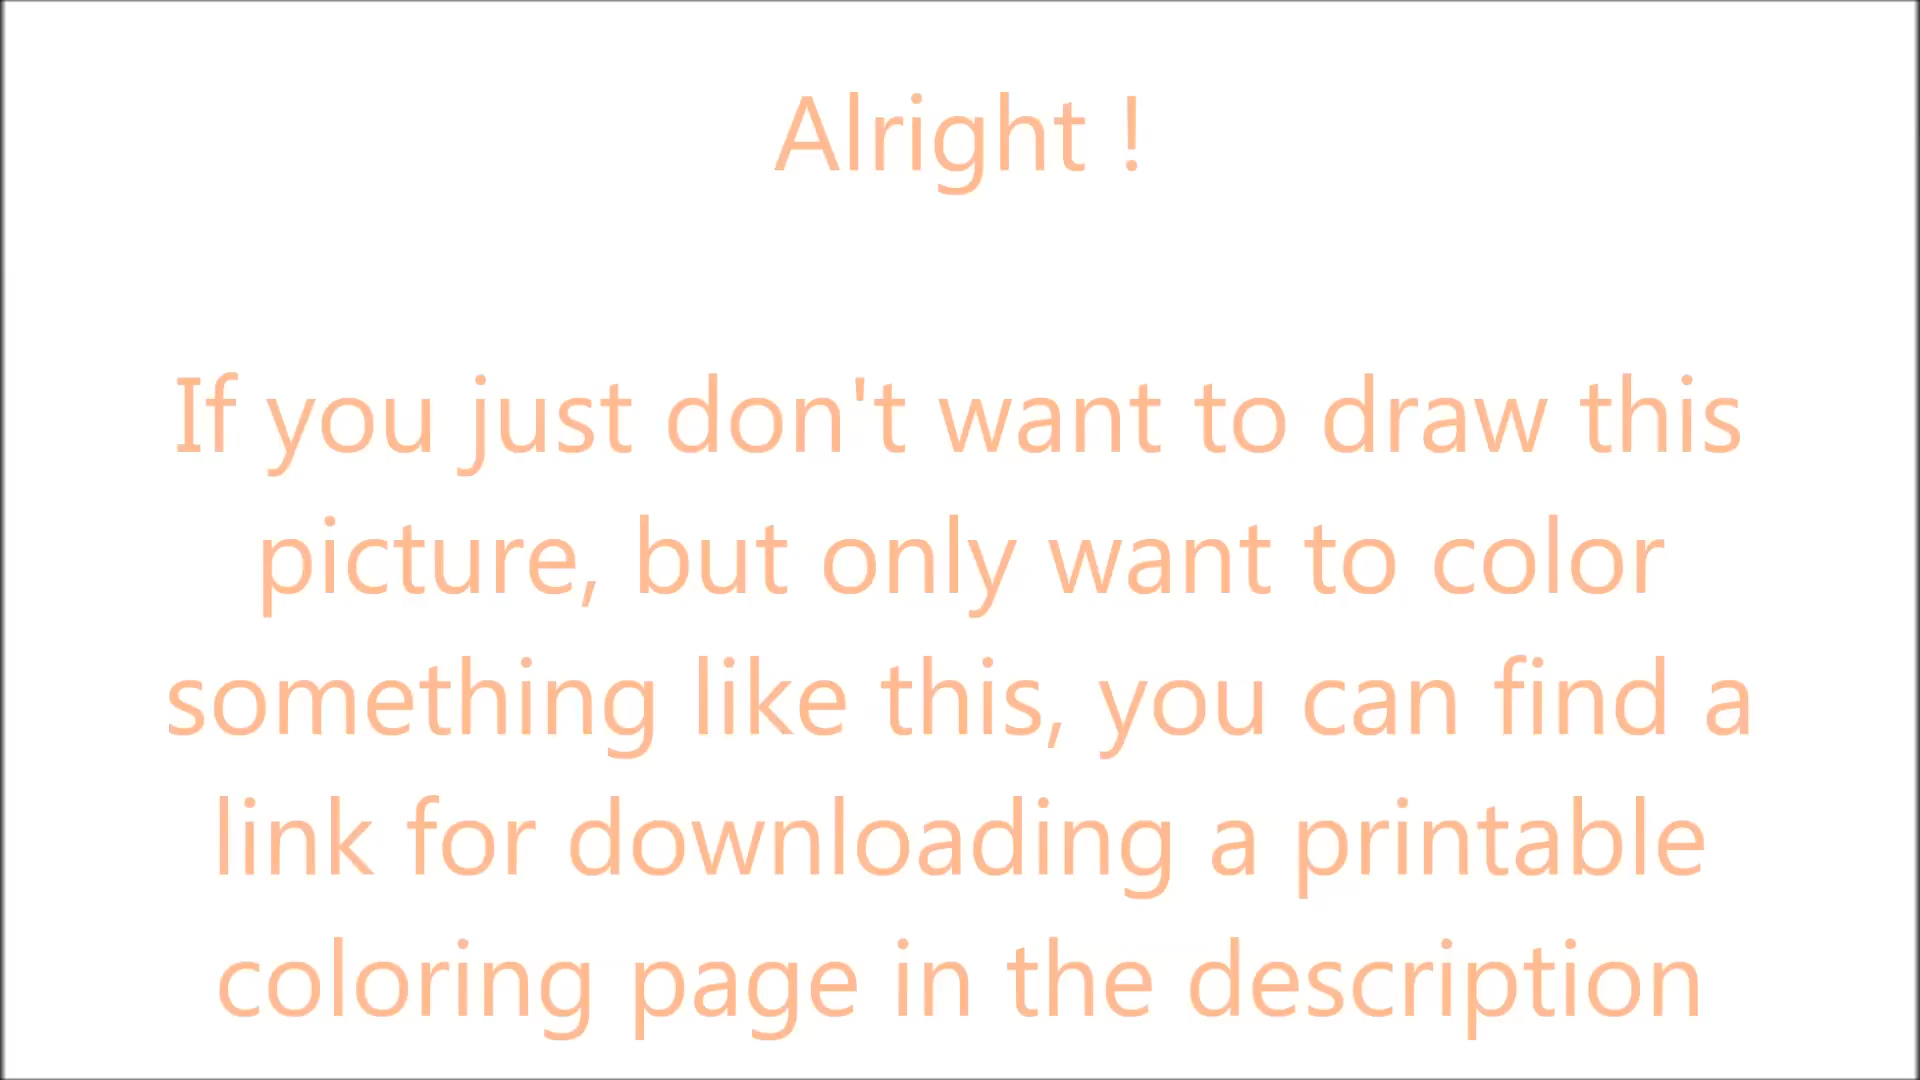 Alright !
If you just don't want to draw this
picture, but only want to color
something like this, you can find a
link for downloading a printable
coloring page in the description